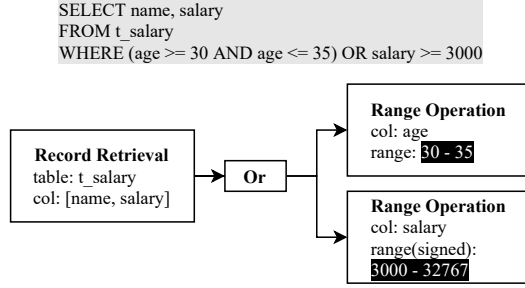 SELECT name, salary
FROM t_salary
WHERE (age >= 30 AND age <= 35) OR salary >= 3000
Record Retrieval
table: t_salary
col: [name, salary]
Or
Range Operation
col: age
range: 30 - 35
Range Operation
col: salary
range(signed):
3000 - 32767